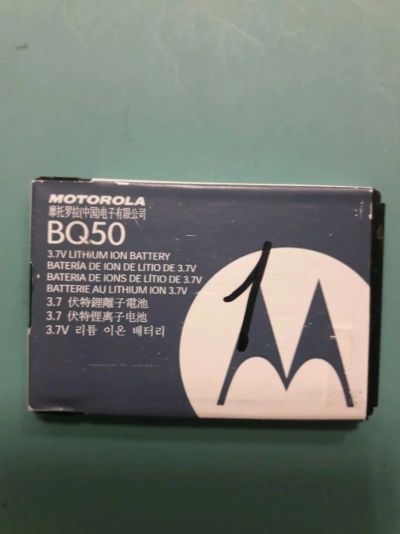 MOTOROLA
摩托罗拉(中国)电子有限公司
BQ50
3.7V LITHIUM ION BATTERY
BATERÍA DE ION DE LITIO DE 3.7V
BATERIA DE IONS DE LÍTIO DE 3.7V
BATTERIE AU LITHIUM ION 3.7V
3.7 伏特鋰離子電池
3.7 伏特锂离子电池
3.7V 리튬 이온 배터리
1